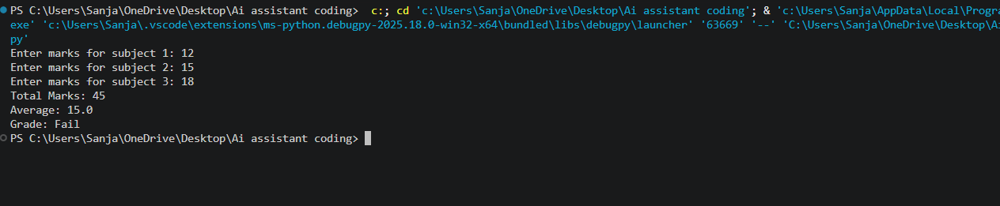 PS C:\Users\Sanja\OneDrive\Desktop\Ai assistant coding>  c:; cd 'c:\Users\Sanja\OneDrive\Desktop\Ai assistant coding'; & 'c:\Users\Sanja\AppData\Local\Progra
exe' 'c:\Users\Sanja\.vscode\extensions\ms-python.debugpy-2025.18.0-win32-x64\bundled\libs\debugpy\launcher' '63669' '--' 'C:\Users\Sanja\OneDrive\Desktop\Ai
py'
Enter marks for subject 1: 12
Enter marks for subject 2: 15
Enter marks for subject 3: 18
Total Marks: 45
Average: 15.0
Grade: Fail
PS C:\Users\Sanja\OneDrive\Desktop\Ai assistant coding>